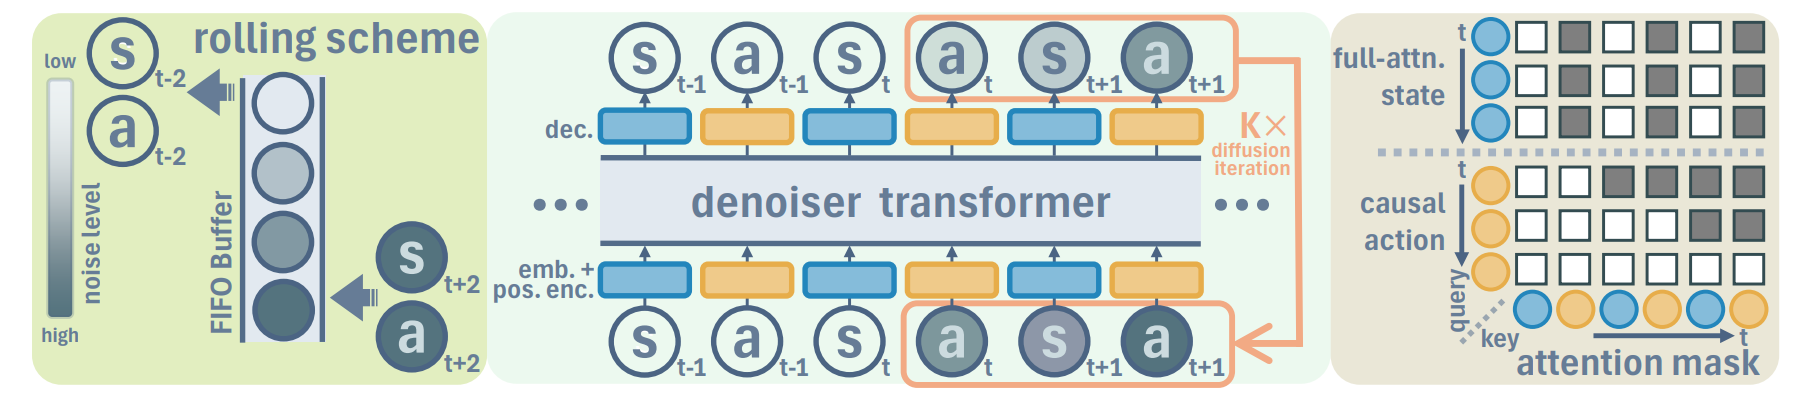 rolling scheme
low
noise level
high
s t-2
a t-2
FIFO Buffer
s t+2
a t+2
s t-1 a t-1 s t a t s t+1 a t+1
dec.
K×
diffusion
iteration
denoiser transformer
emb. +
pos. enc.
s t-1 a t-1 s t a t s t+1 a t+1
t
full-attn.
state
t
causal
action
query
key
t
attention mask